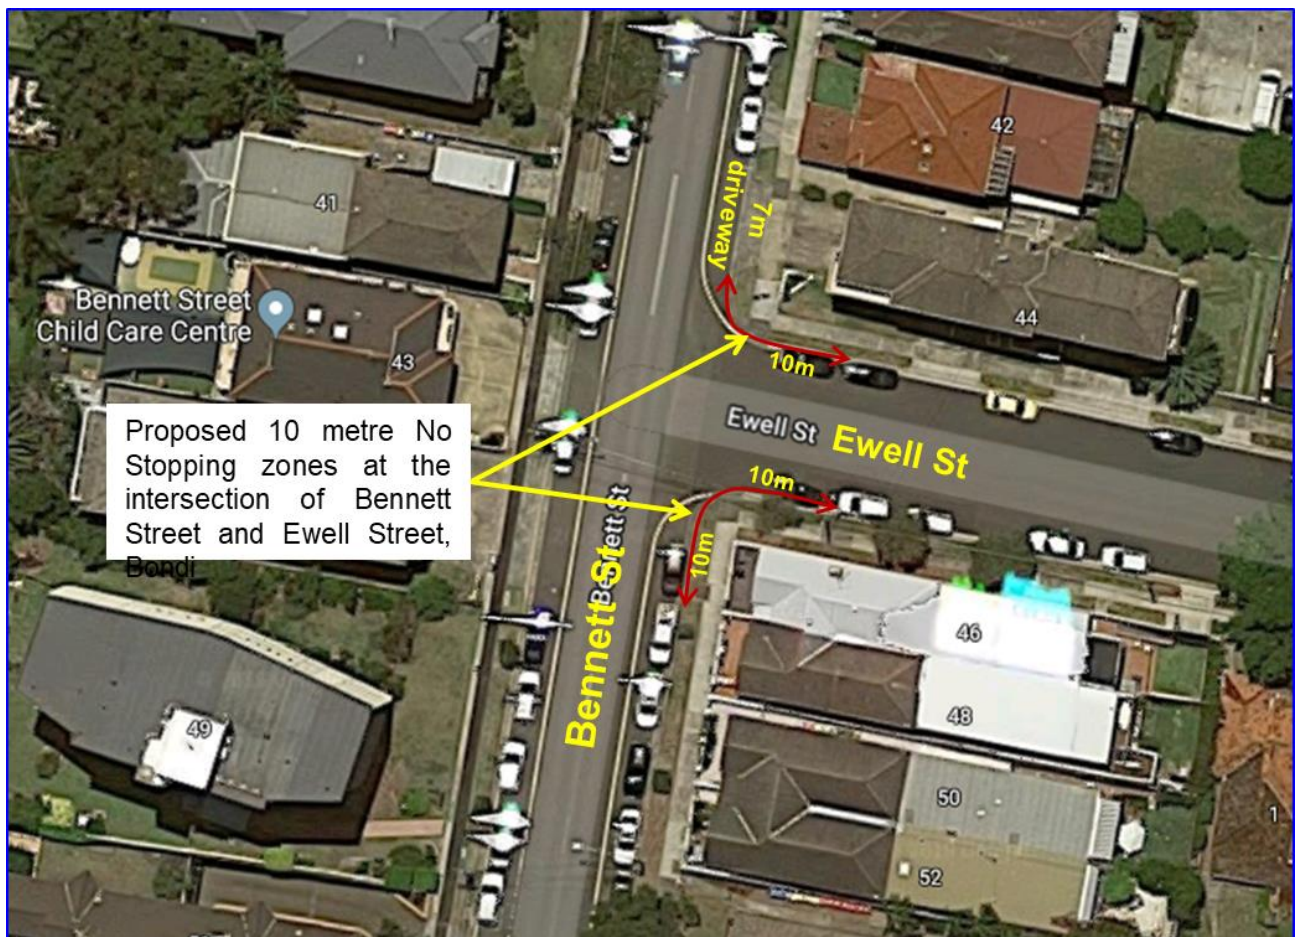 42
driveway
7m
41
Bennett Street
Child Care Centre
43
44
10m
Ewell St
Ewell St
Proposed 10 metre No
Stopping zones at the
intersection of Bennett
Street and Ewell Street,
Bondi
10m
10m
Bennett St
Bennett St
46
48
49
50
52
1